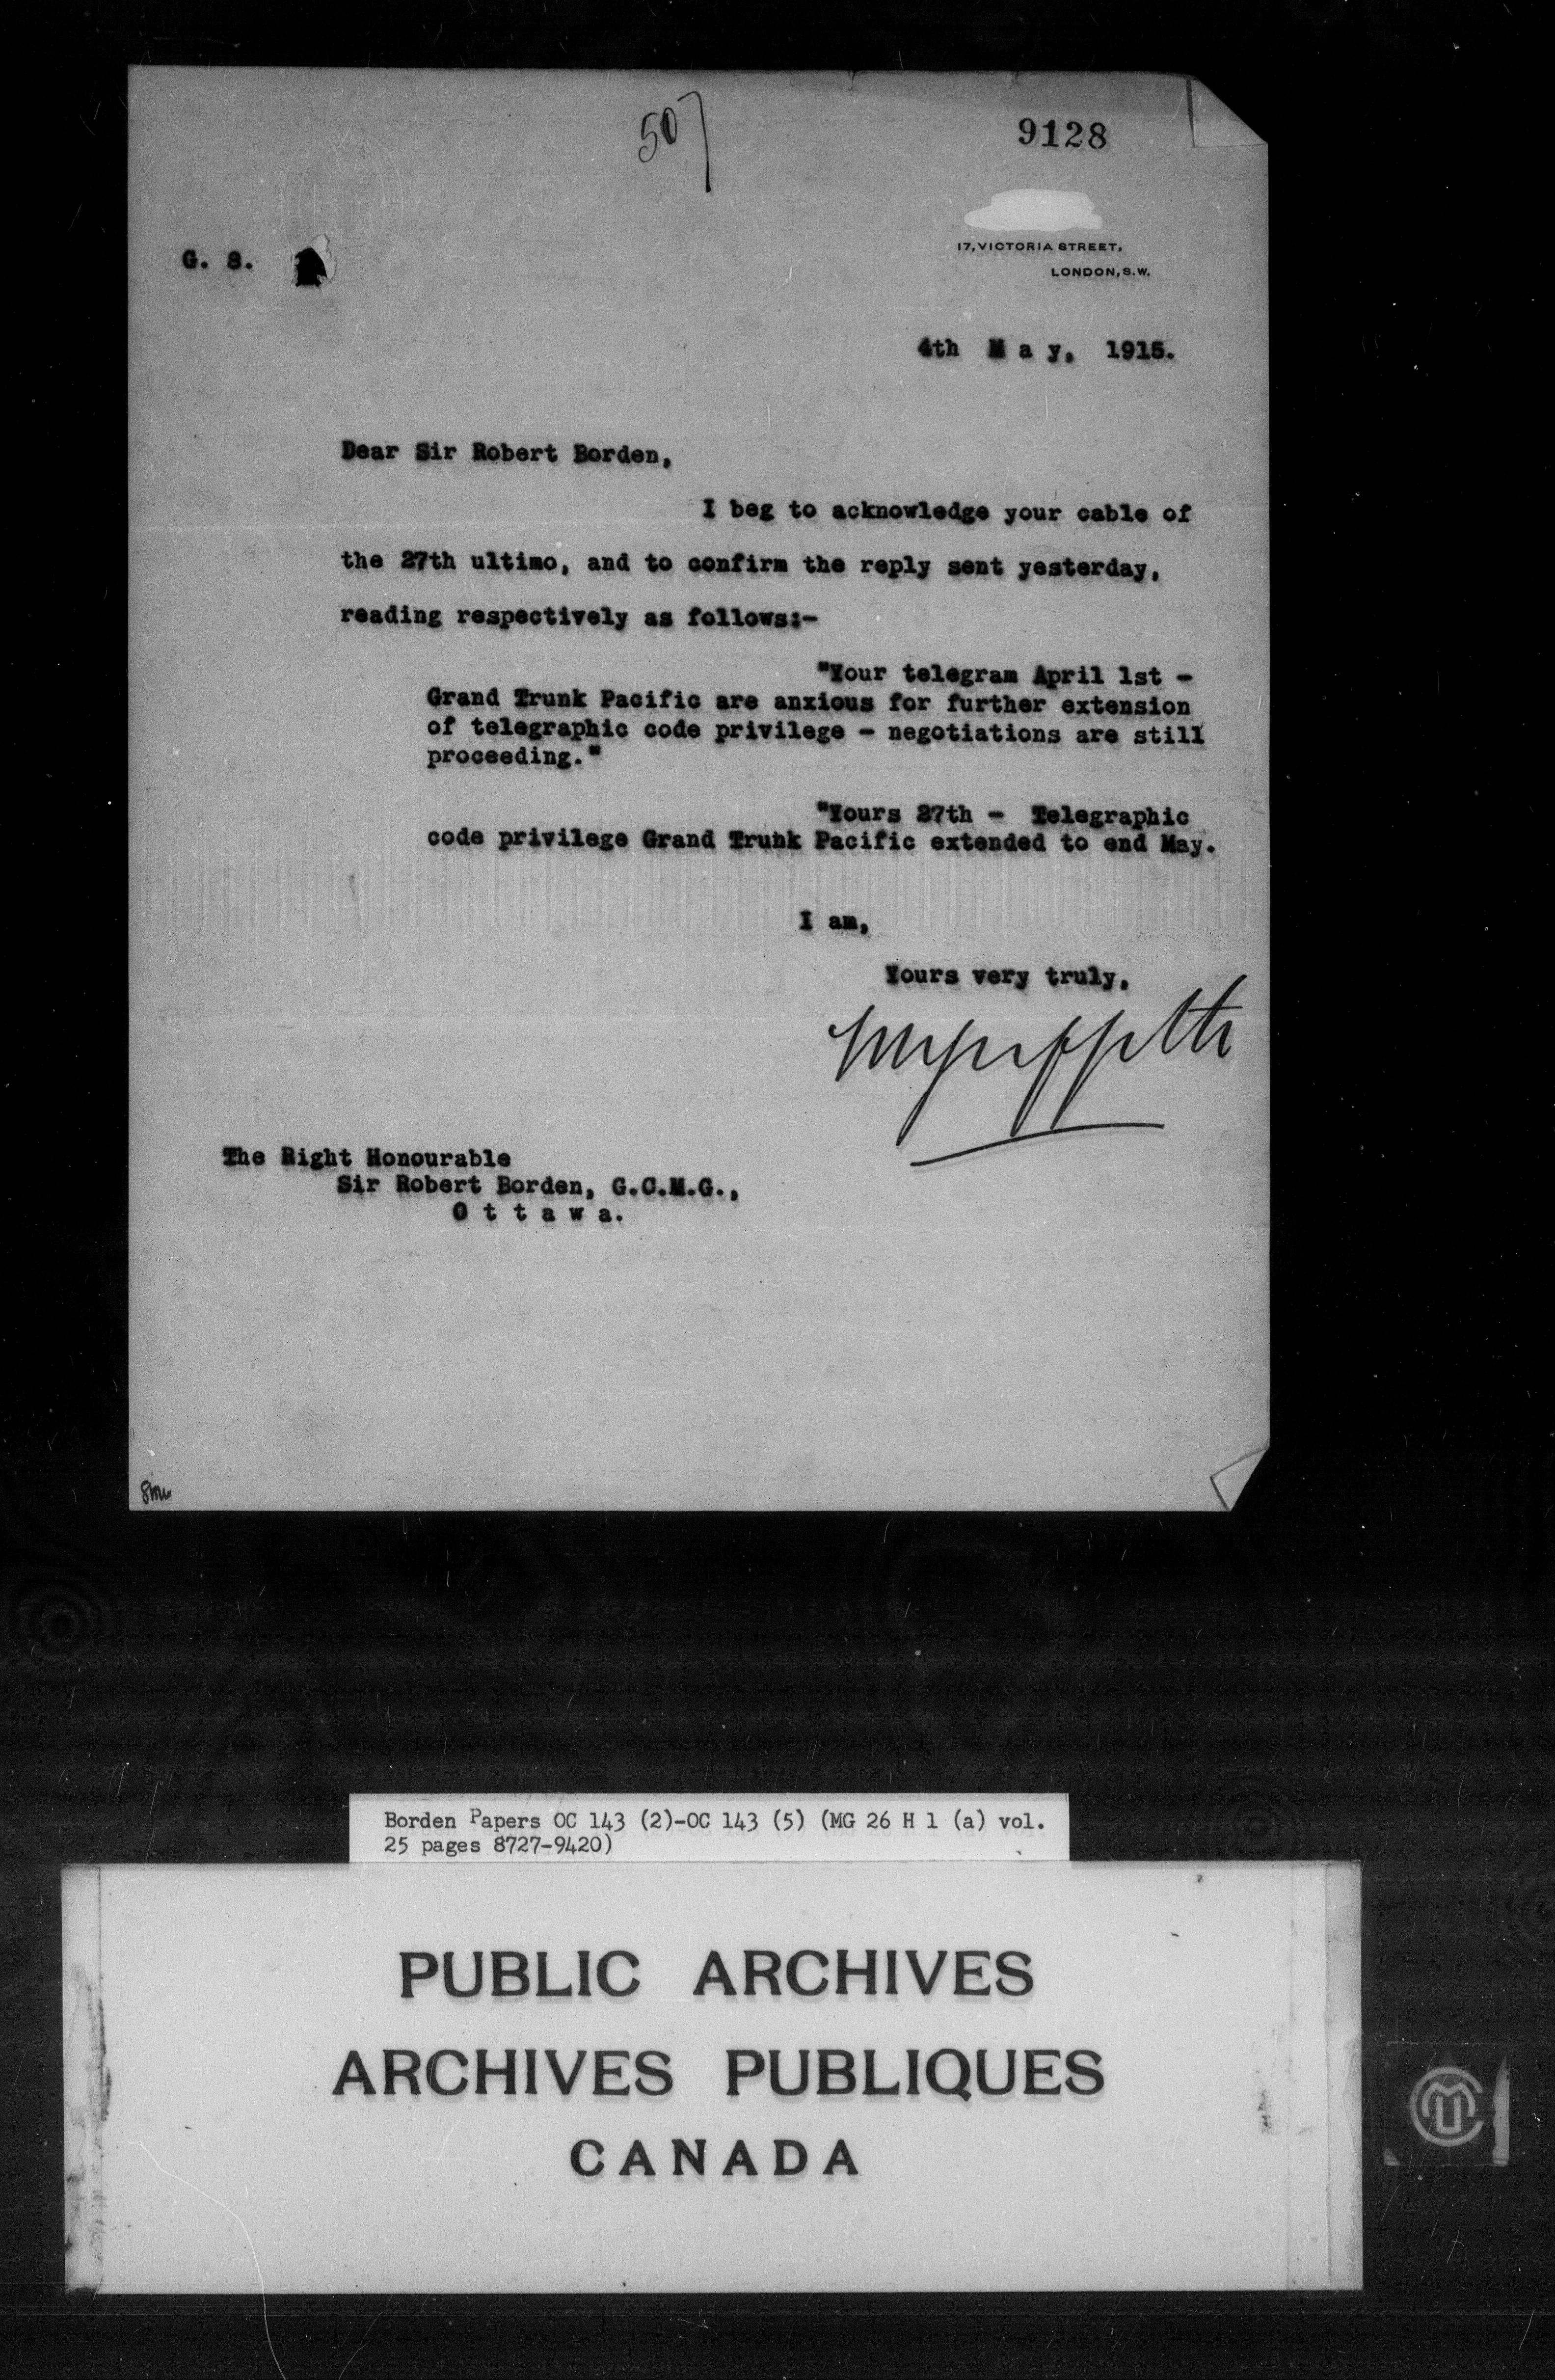 507
9128
17, VICTORIA STREET,
LONDON, S.W.
G. S.
4th M a y, 1915.
Dear Sir Robert Borden,
I beg to acknowledge your cable of
the 27th ultimo, and to confirm the reply sent yesterday,
reading respectively as follows:-
"Your telegram April 1st -
Grand Trunk Pacific are anxious for further extension
of telegraphic code privilege - negotiations are still
proceeding."
"Yours 27th - Telegraphic
code privilege Grand Trunk Pacific extended to end May.
I am,
Yours very truly,
The Right Honourable
Sir Robert Borden, G.C.M.G.,
O t t a w a.
Borden Papers OC 143 (2)-OC 143 (5) (MG 26 H 1 (a) vol.
25 pages 8727-9420)
PUBLIC ARCHIVES
ARCHIVES PUBLIQUES
CANADA